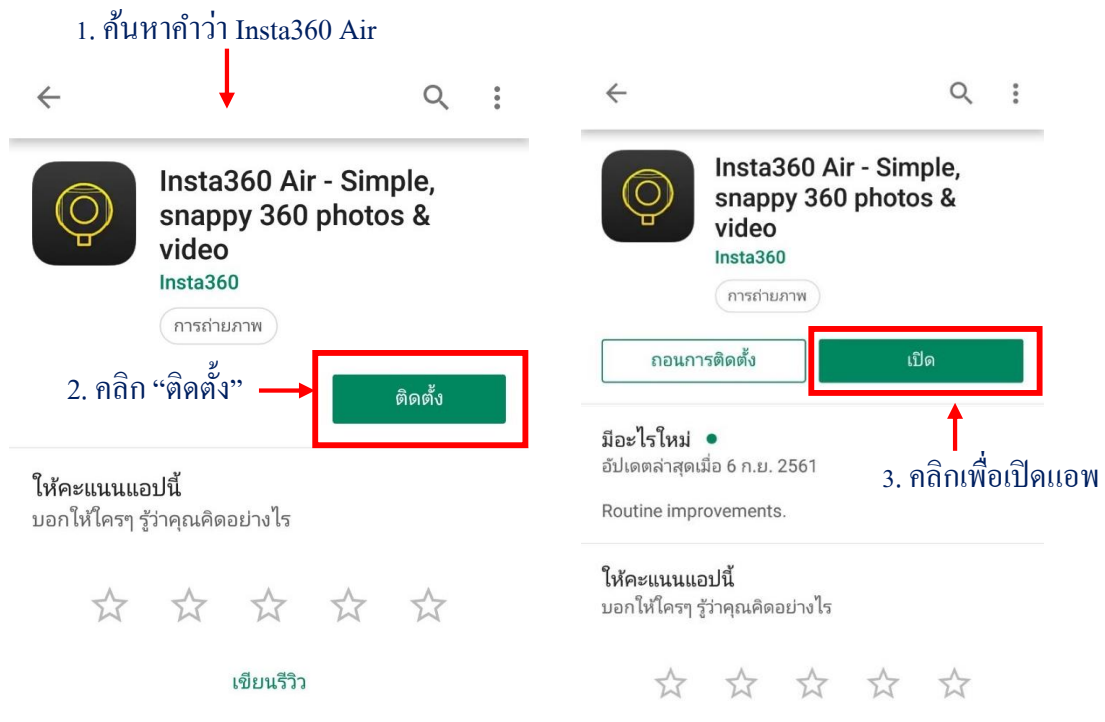 1. ค้นหาคำว่า Insta360 Air
Insta360 Air - Simple,
snappy 360 photos &
video
Insta360
การถ่ายภาพ
2. คลิก “ติดตั้ง”
ติดตั้ง
ให้คะแนนแอปนี้
บอกให้ใครๆ รู้ว่าคุณคิดอย่างไร
เขียนรีวิว
Insta360 Air - Simple,
snappy 360 photos &
video
Insta360
การถ่ายภาพ
ถอนการติดตั้ง
เปิด
มีอะไรใหม่
อัปเดตล่าสุดเมื่อ 6 ก.ย. 2561
3. คลิกเพื่อเปิดแอพ
Routine improvements.
ให้คะแนนแอปนี้
บอกให้ใครๆ รู้ว่าคุณคิดอย่างไร